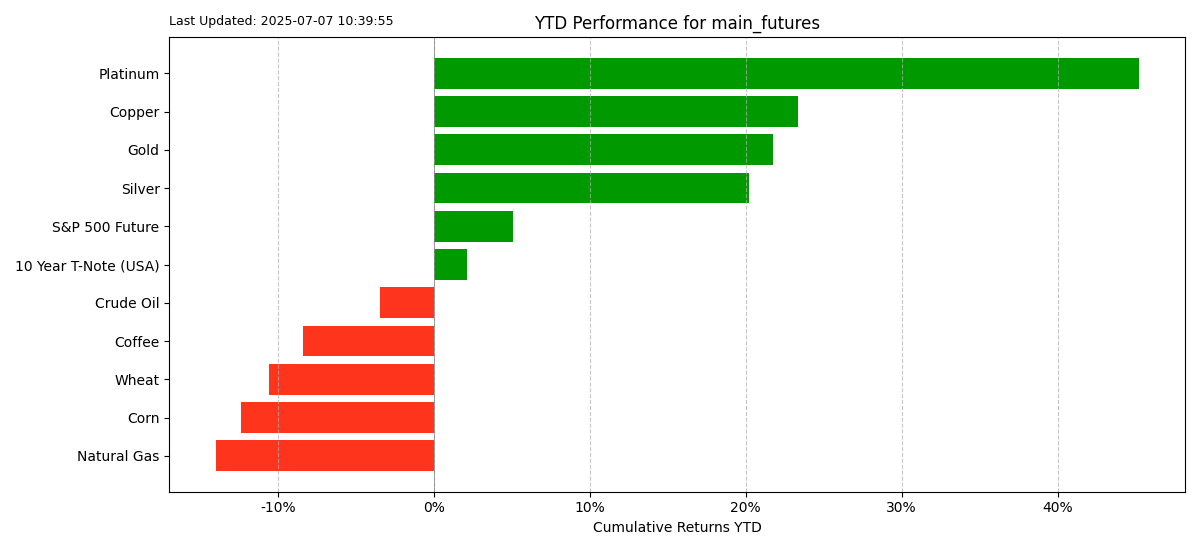 Last Updated: 2025-07-07 10:39:55
YTD Performance for main_futures
Platinum
Copper
Gold
Silver
S&P 500 Future
10 Year T-Note (USA)
Crude Oil
Coffee
Wheat
Corn
Natural Gas
-10% 0% 10% 20% 30% 40%
Cumulative Returns YTD